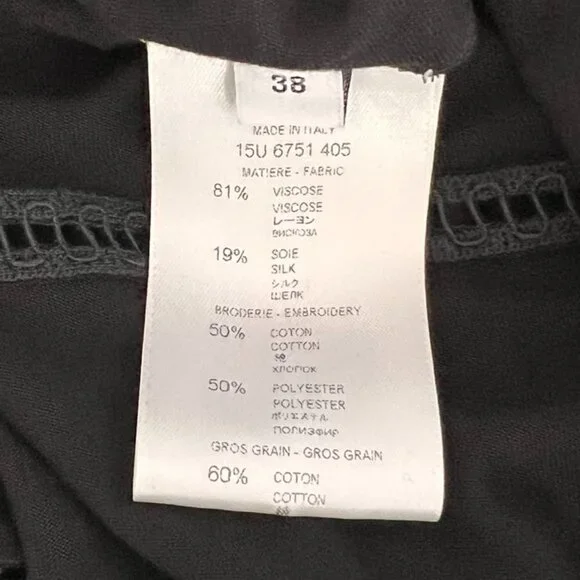 38
MADE IN ITALY
15U 6751 405
MATIERE - FABRIC
81% VISCOSE
VISCOSE
レーヨン
ВИСКОЗА
19% SOIE
SILK
シルク
ШЕЛК
BRODERIE - EMBROIDERY
50% COTON
COTTON
綿
ХЛОПОК
50% POLYESTER
POLYESTER
ポリエステル
ПОЛИЭФИР
GROS GRAIN - GROS GRAIN
60% COTON
COTTON
綿